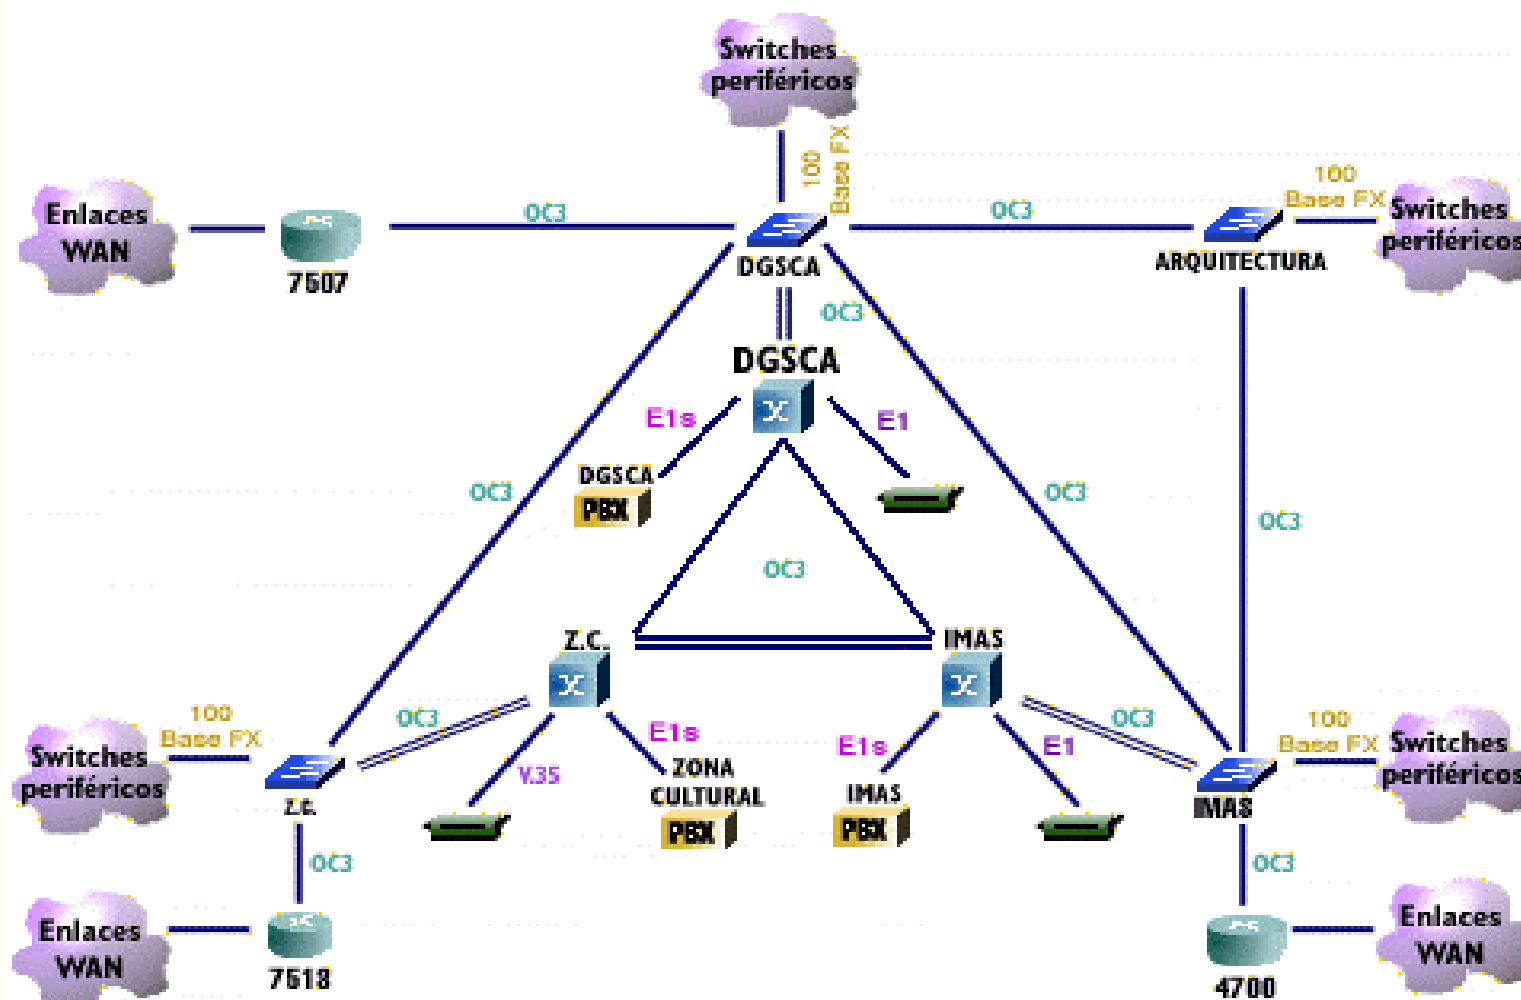 Switches
periféricos
100
Base FX
Enlaces
WAN
7507
OC3
DGSCA
OC3
ARQUITECTURA
100
Base FX
Switches
periféricos
OC3
DGSCA
E1s
E1
DGSCA
PBX
OC3
OC3
OC3
OC3
Z.C.
IMAS
Switches
periféricos
100
Base FX
Z.C.
OC3
V.35
E1s
ZONA
CULTURAL
PBX
E1s
IMAS
PBX
E1
OC3
IMAS
100
Base FX
Switches
periféricos
OC3
OC3
Enlaces
WAN
7513
4700
Enlaces
WAN